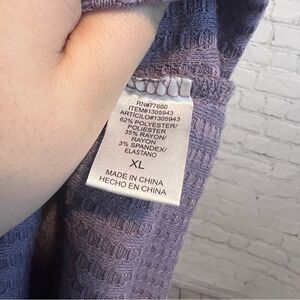 RN#77600
ITEM#1305943
ARTICILO#1305943
62% POLYESTER/
POLIESTER
35% RAYON/
RAYON
3% SPANDEX/
ELASTANO
XL
MADE IN CHINA
HECHO EN CHINA